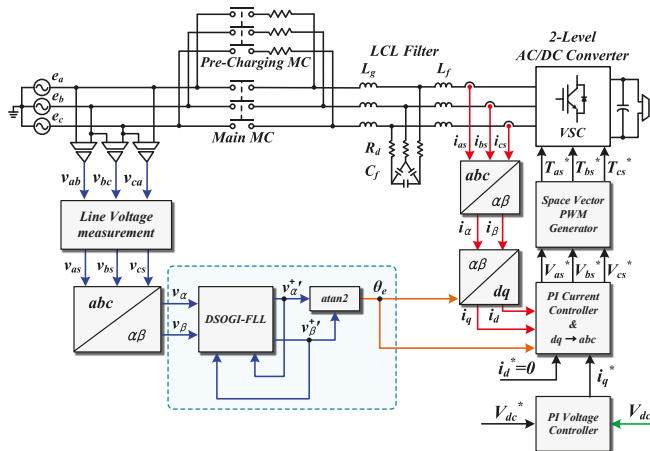 Pre-Charging MC
Main MC
LCL Filter
2-Level
AC/DC Converter
e_a
e_b
e_c
L_g
L_f
VSC
R_d
C_f
i_as i_bs i_cs
T_as* T_bs* T_cs*
v_ab v_bc v_ca
abc
αβ
Space Vector
PWM
Generator
Line Voltage
measurement
i_α i_β
V_as* V_bs* V_cs*
v_as v_bs v_cs
αβ
dq
abc
αβ
v_α
v_β
DSOGI-FLL
v_α^+′
v_β^+′
atan2
θ_e
i_q i_d
PI Current
Controller
&
dq → abc
i_d*=0
i_q*
V_dc*
PI Voltage
Controller
V_dc